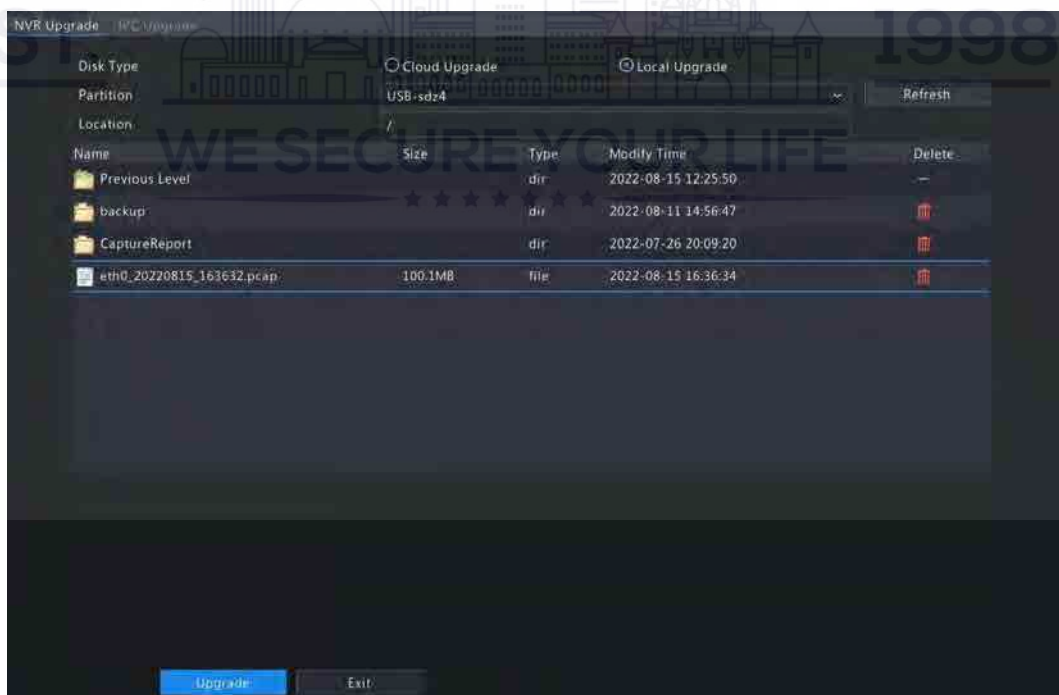 NVR Upgrade IPC Upgrade
1998
ST
Disk Type Cloud Upgrade Local Upgrade
Partition USB-sdz4 Refresh
Location /
WE SECURE YOUR LIFE
Name Size Type Modify Time Delete
Previous Level dir 2022-08-15 12:25:50 —
backup dir 2022-08-11 14:56:47
CaptureReport dir 2022-07-26 20:09:20
eth0_20220815_163632.pcap 100.1MB file 2022-08-15 16:36:34
Upgrade Exit